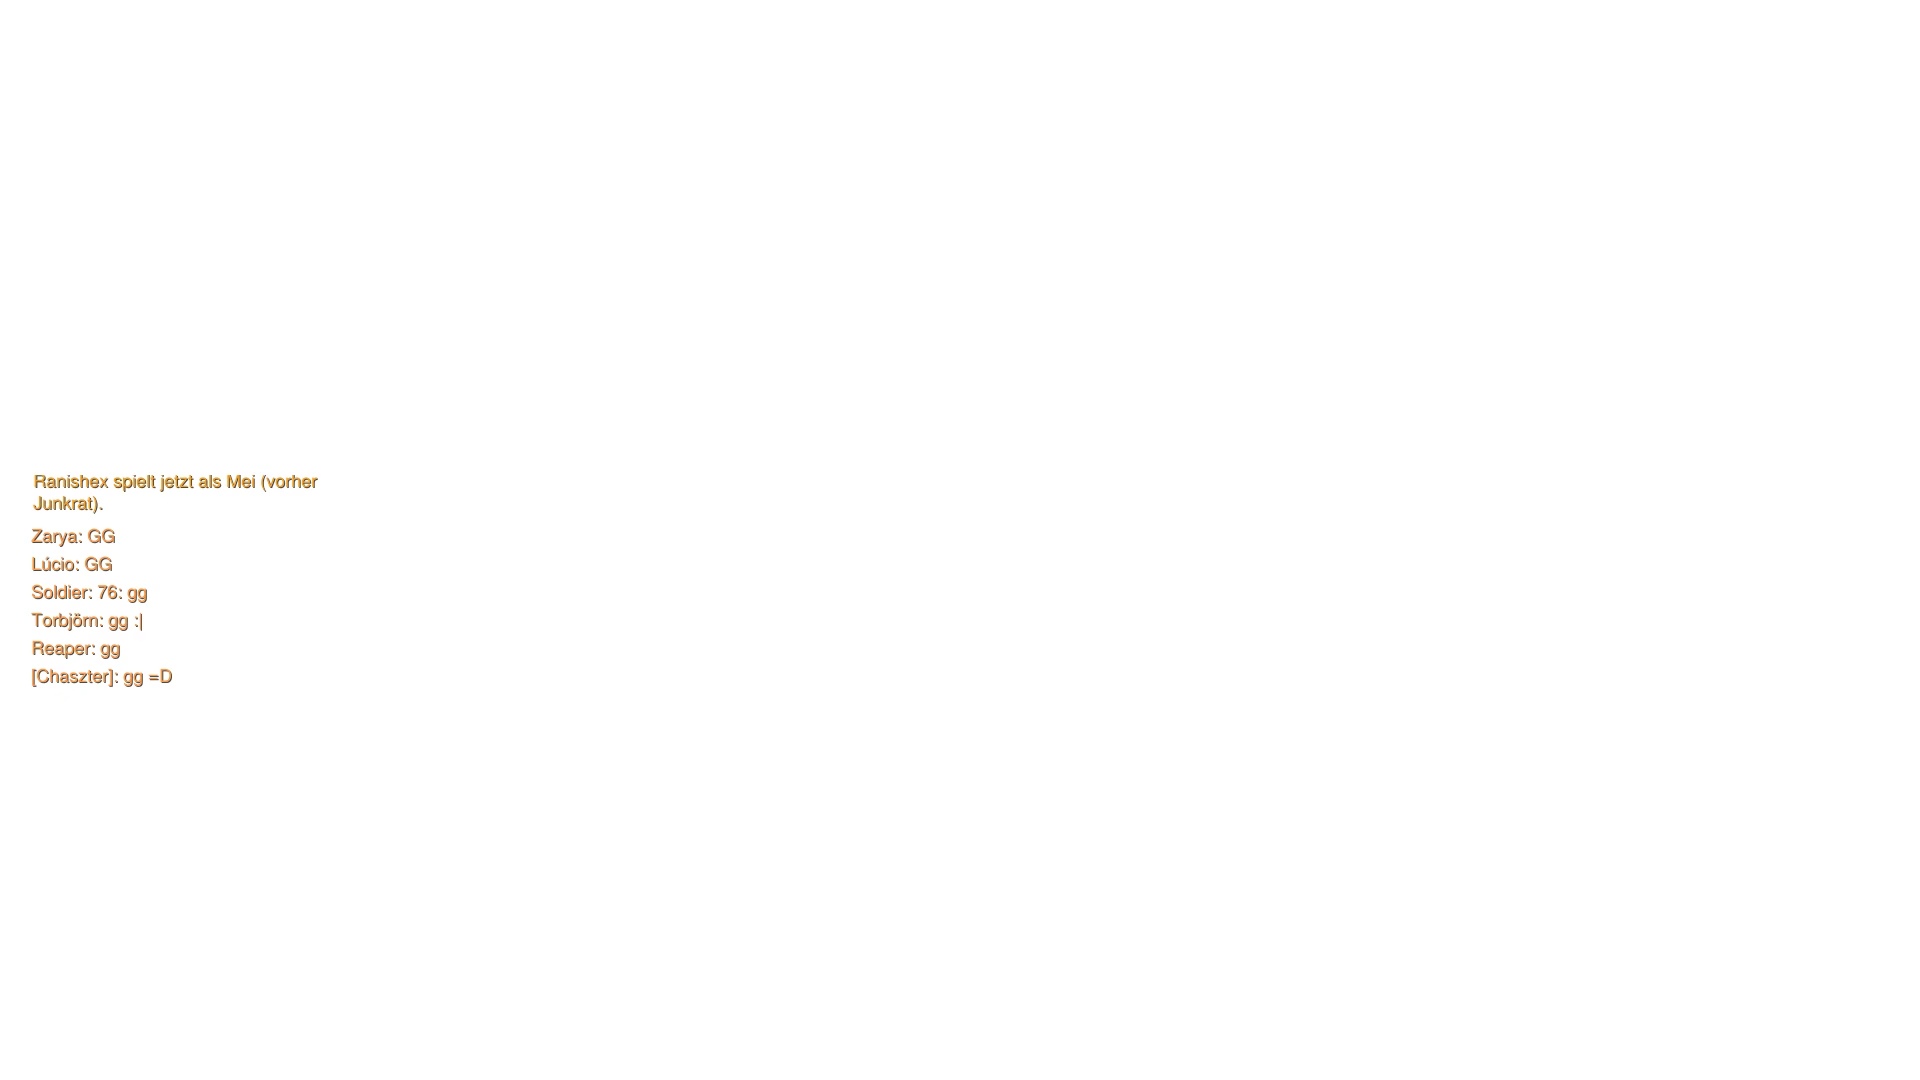 Ranishex spielt jetzt als Mei (vorher
Junkrat).
Zarya: GG
Lúcio: GG
Soldier: 76: gg
Torbjörn: gg :|
Reaper: gg
[Chaszter]: gg =D